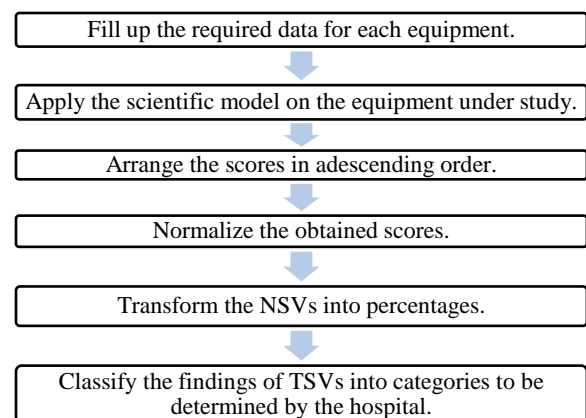 Fill up the required data for each equipment.
Apply the scientific model on the equipment under study.
Arrange the scores in adescending order.
Normalize the obtained scores.
Transform the NSVs into percentages.
Classify the findings of TSVs into categories to be
determined by the hospital.